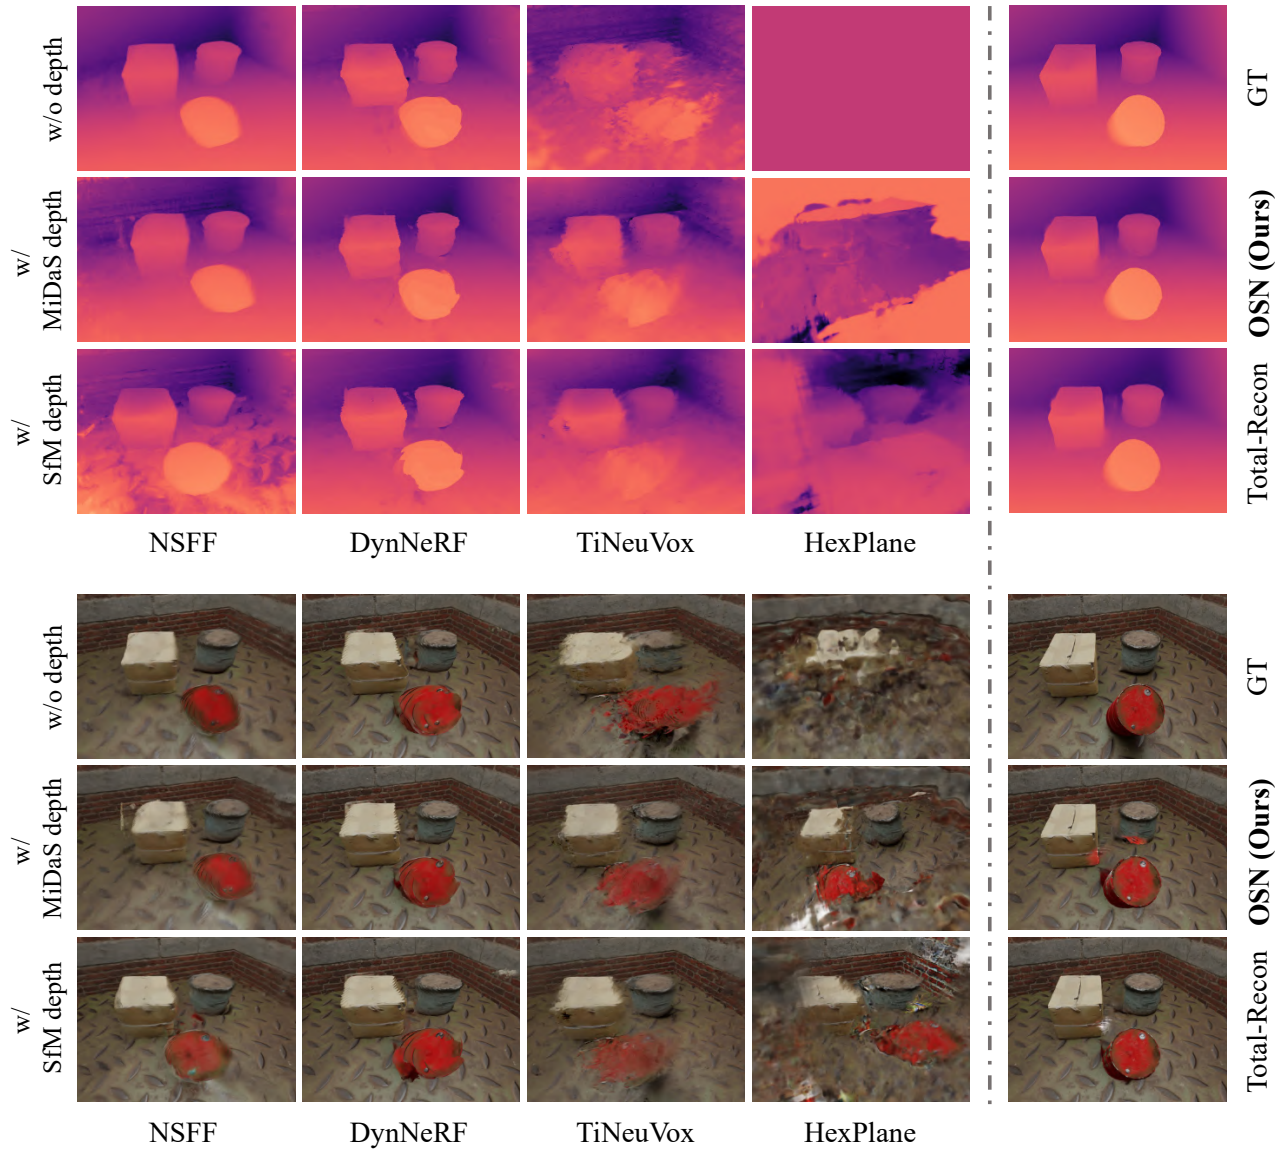 w/o depth
GT
w/
MiDaS depth
OSN (Ours)
w/
SfM depth
Total-Recon
NSFF
DynNeRF
TiNeuVox
HexPlane
w/o depth
GT
w/
MiDaS depth
OSN (Ours)
w/
SfM depth
Total-Recon
NSFF
DynNeRF
TiNeuVox
HexPlane